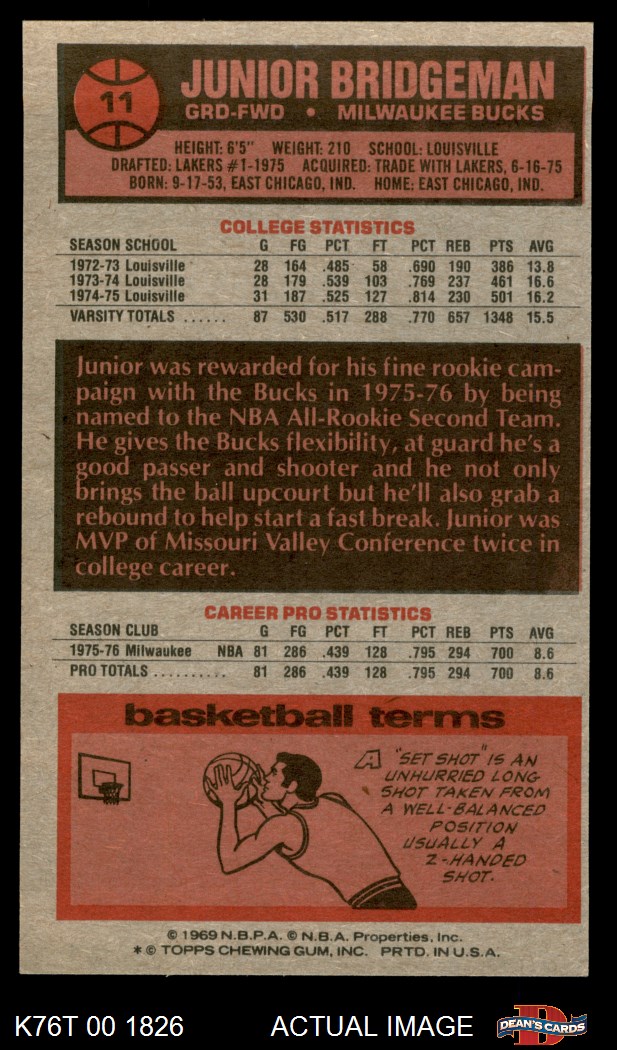 11
JUNIOR BRIDGEMAN
GRD-FWD • MILWAUKEE BUCKS
HEIGHT: 6'5" WEIGHT: 210 SCHOOL: LOUISVILLE
DRAFTED: LAKERS #1-1975 ACQUIRED: TRADE WITH LAKERS, 6-16-75
BORN: 9-17-53, EAST CHICAGO, IND. HOME: EAST CHICAGO, IND.
COLLEGE STATISTICS
SEASON SCHOOL G FG PCT FT PCT REB PTS AVG
1972-73 Louisville 28 164 .485 58 .690 190 386 13.8
1973-74 Louisville 28 179 .539 103 .769 237 461 16.6
1974-75 Louisville 31 187 .525 127 .814 230 501 16.2
VARSITY TOTALS ...... 87 530 .517 288 .770 657 1348 15.5
Junior was rewarded for his fine rookie cam-
paign with the Bucks in 1975-76 by being
named to the NBA All-Rookie Second Team.
He gives the Bucks flexibility, at guard he's a
good passer and shooter and he not only
brings the ball upcourt but he'll also grab a
rebound to help start a fast break. Junior was
MVP of Missouri Valley Conference twice in
college career.
CAREER PRO STATISTICS
SEASON CLUB G FG PCT FT PCT REB PTS AVG
1975-76 Milwaukee NBA 81 286 .439 128 .795 294 700 8.6
PRO TOTALS .......... 81 286 .439 128 .795 294 700 8.6
basketball terms
A "SET SHOT" IS AN
UNHURRIED LONG
SHOT TAKEN FROM
A WELL-BALANCED
POSITION
USUALLY A
2-HANDED
SHOT.
© 1969 N.B.P.A. © N.B.A. Properties, Inc.
* © TOPPS CHEWING GUM, INC. PRTD. IN U.S.A.
K76T 00 1826 ACTUAL IMAGE
D
DEAN'S CARDS